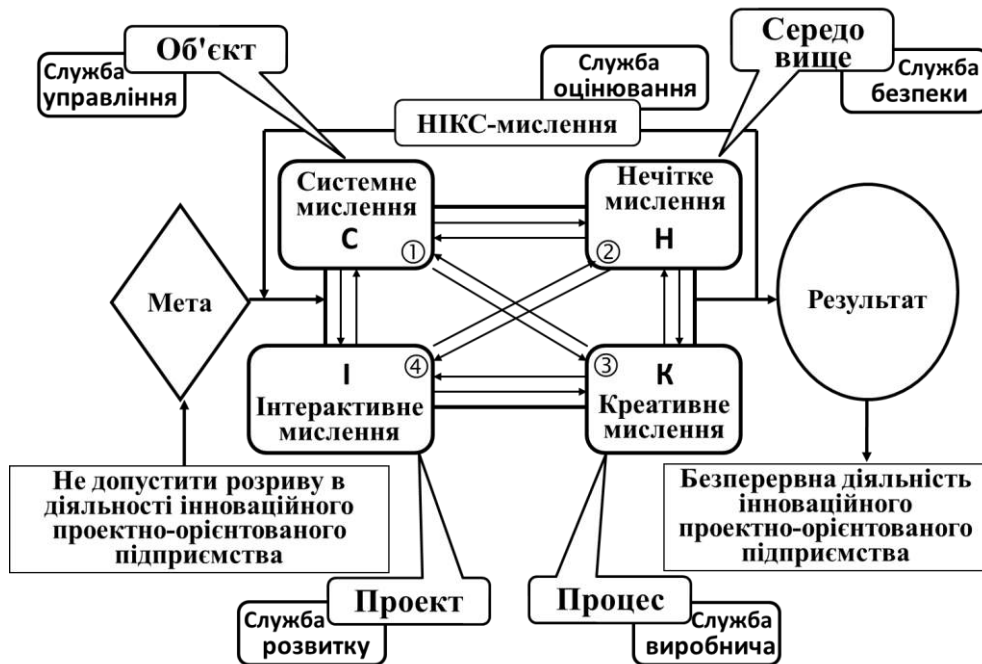 Об'єкт
Служба
управління
Служба
оцінювання
Середо
вище
Служба
безпеки
НІКС-мислення
Системне
мислення
С
①
Нечітке
мислення
Н
②
Мета
Результат
④
І
Інтерактивне
мислення
③
К
Креативне
мислення
Не допустити розриву в
діяльності інноваційного
проектно-орієнтованого
підприємства
Безперервна діяльність
інноваційного
проектно-орієнтованого
підприємства
Проект
Служба
розвитку
Процес
Служба
виробнича